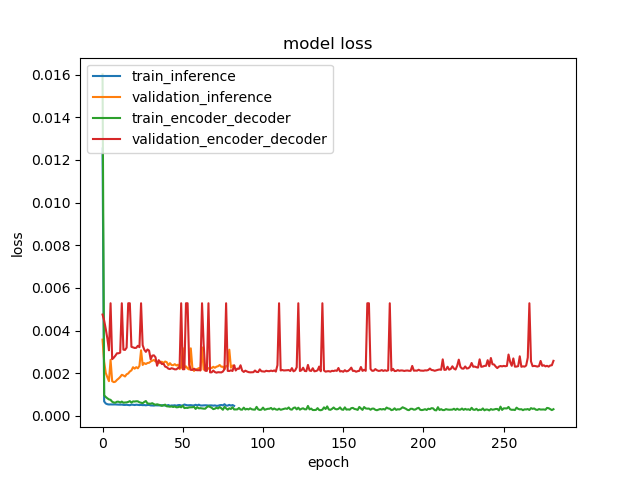 model loss
train_inference
validation_inference
train_encoder_decoder
validation_encoder_decoder
loss
0.016
0.014
0.012
0.010
0.008
0.006
0.004
0.002
0.000
0 50 100 150 200 250
epoch